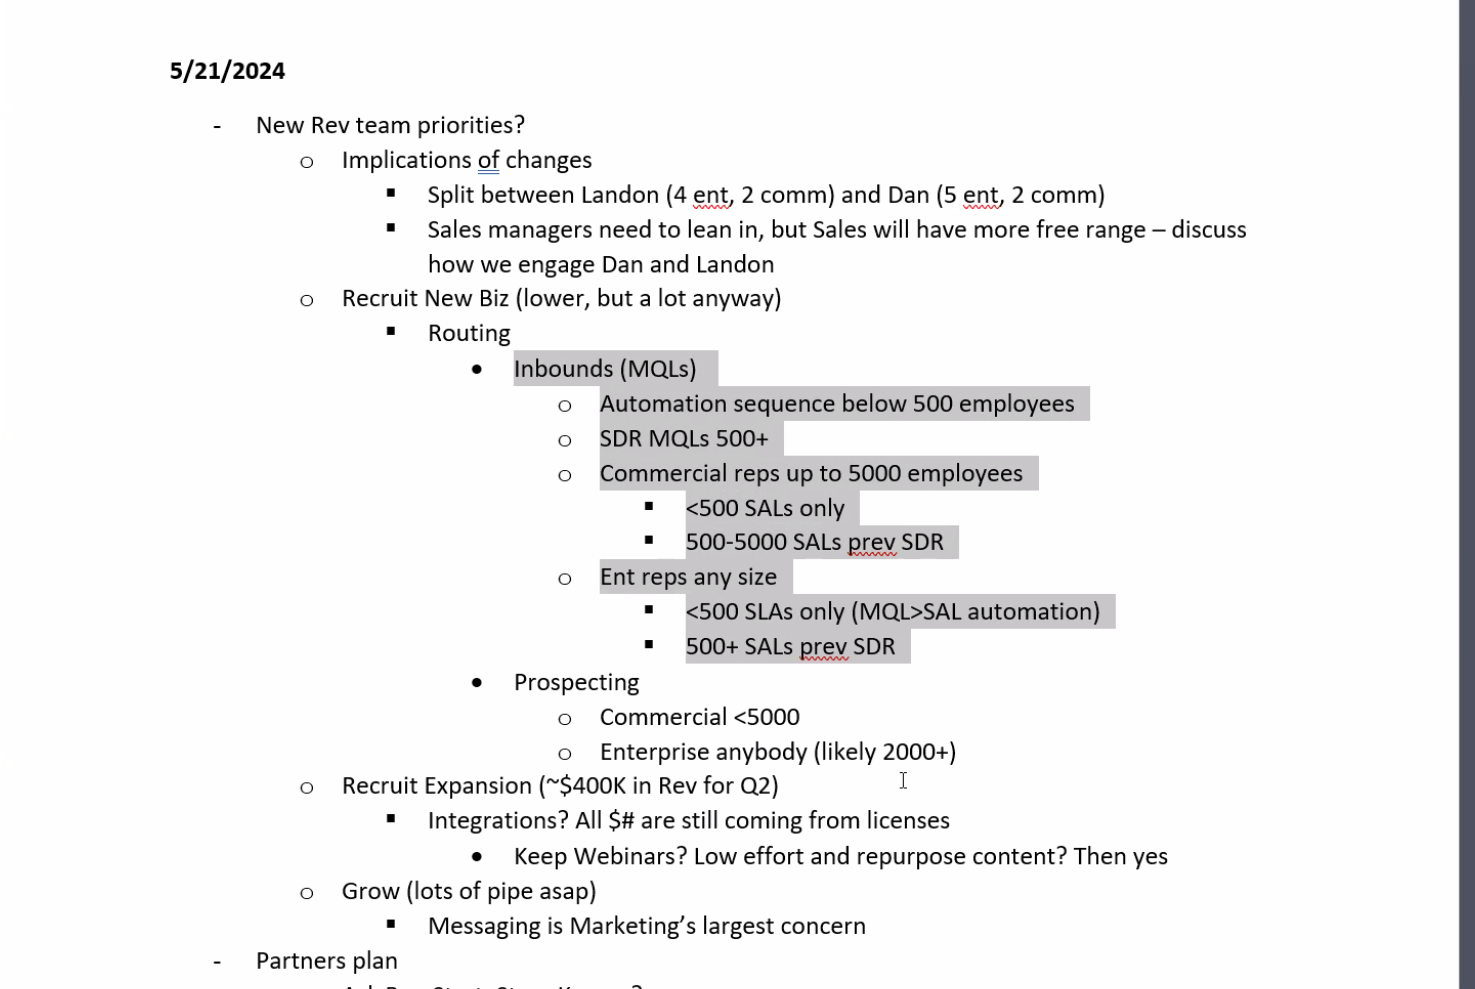 5/21/2024
- New Rev team priorities?
o Implications of changes
▪ Split between Landon (4 ent, 2 comm) and Dan (5 ent, 2 comm)
▪ Sales managers need to lean in, but Sales will have more free range – discuss
how we engage Dan and Landon
o Recruit New Biz (lower, but a lot anyway)
▪ Routing
• Inbounds (MQLs)
o Automation sequence below 500 employees
o SDR MQLs 500+
o Commercial reps up to 5000 employees
▪ <500 SALs only
▪ 500-5000 SALs prev SDR
o Ent reps any size
▪ <500 SLAs only (MQL>SAL automation)
▪ 500+ SALs prev SDR
• Prospecting
o Commercial <5000
o Enterprise anybody (likely 2000+)
o Recruit Expansion (~$400K in Rev for Q2)
▪ Integrations? All $# are still coming from licenses
• Keep Webinars? Low effort and repurpose content? Then yes
o Grow (lots of pipe asap)
▪ Messaging is Marketing’s largest concern
- Partners plan